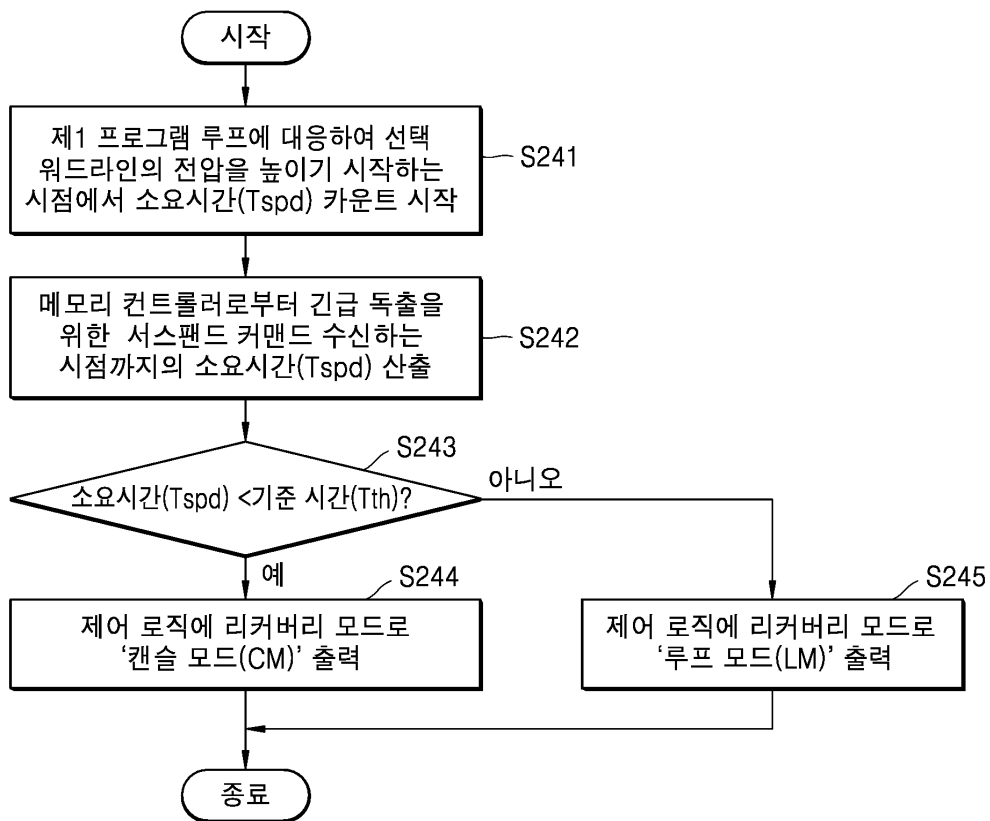 시작
제1 프로그램 루프에 대응하여 선택
워드라인의 전압을 높이기 시작하는
시점에서 소요시간(Tspd) 카운트 시작
S241
메모리 컨트롤러로부터 긴급 독출을
위한 서스팬드 커맨드 수신하는
시점까지의 소요시간(Tspd) 산출
S242
S243
소요시간(Tspd) <기준 시간(Tth)?
아니오
예
S244
제어 로직에 리커버리 모드로
‘캔슬 모드(CM)’ 출력
S245
제어 로직에 리커버리 모드로
‘루프 모드(LM)’ 출력
종료